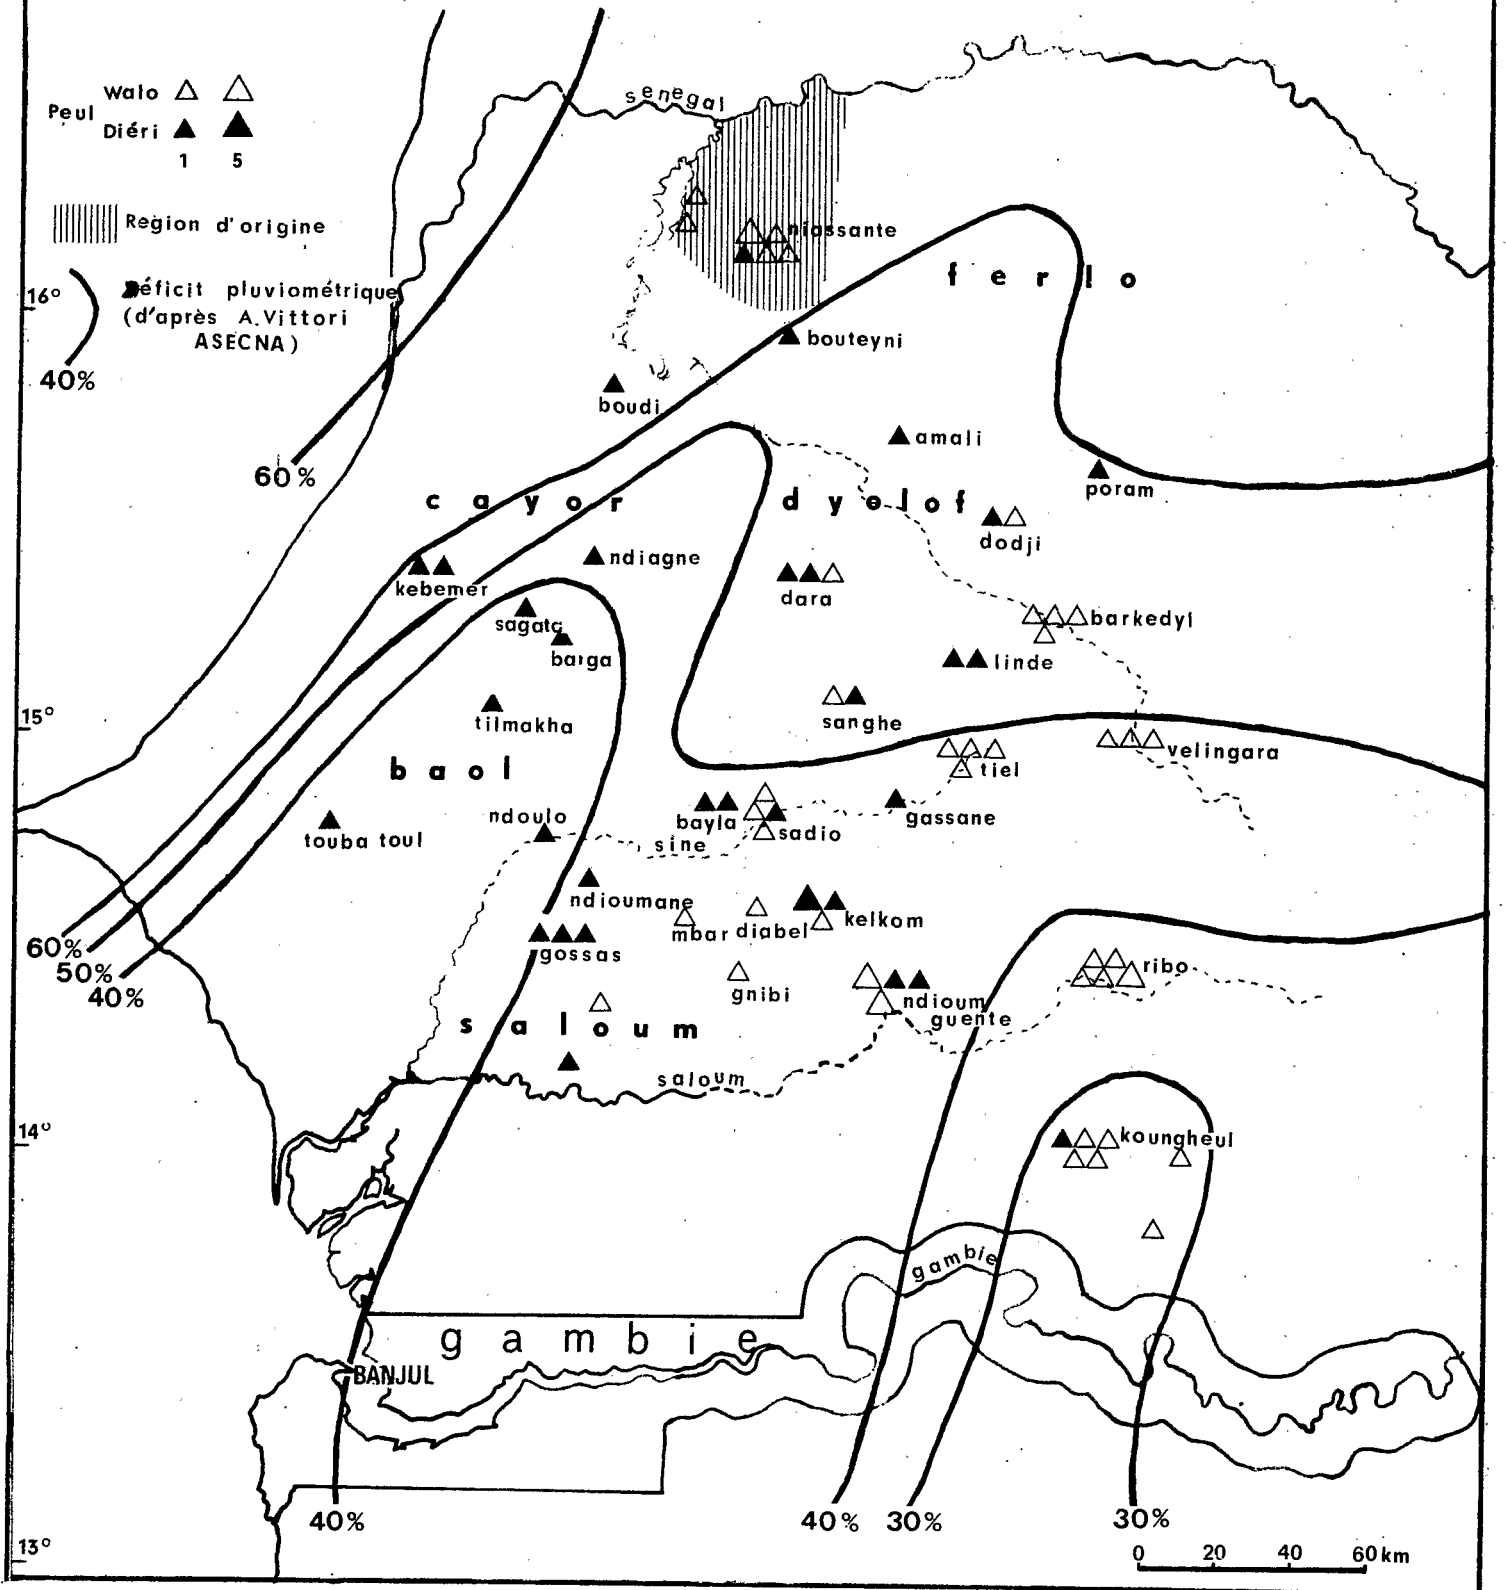 senegal
Walo
Peul
Diéri
1 5
Region d'origine
niassante
ferlo
16°
Déficit pluviométrique
(d'après A.Vittori
ASECNA)
40%
bouteyni
boudi
amali
60%
poram
cayor
dyelof
dodji
ndiagne
kebemer
dara
sagata
barkedyi
barga
linde
15°
tilmakha
sanghe
velingara
baol
tiel
ndoulo
bayla
gassane
touba toul
sadio
sine
ndioumane
kelkom
mbar
diabel
60%
gossas
ribo
50%
gnibi
40%
ndioum
guente
saloum
saloum
14°
koungheul
gambie
gambie
BANJUL
40%
40%
30%
30%
13°
0 20 40 60 km